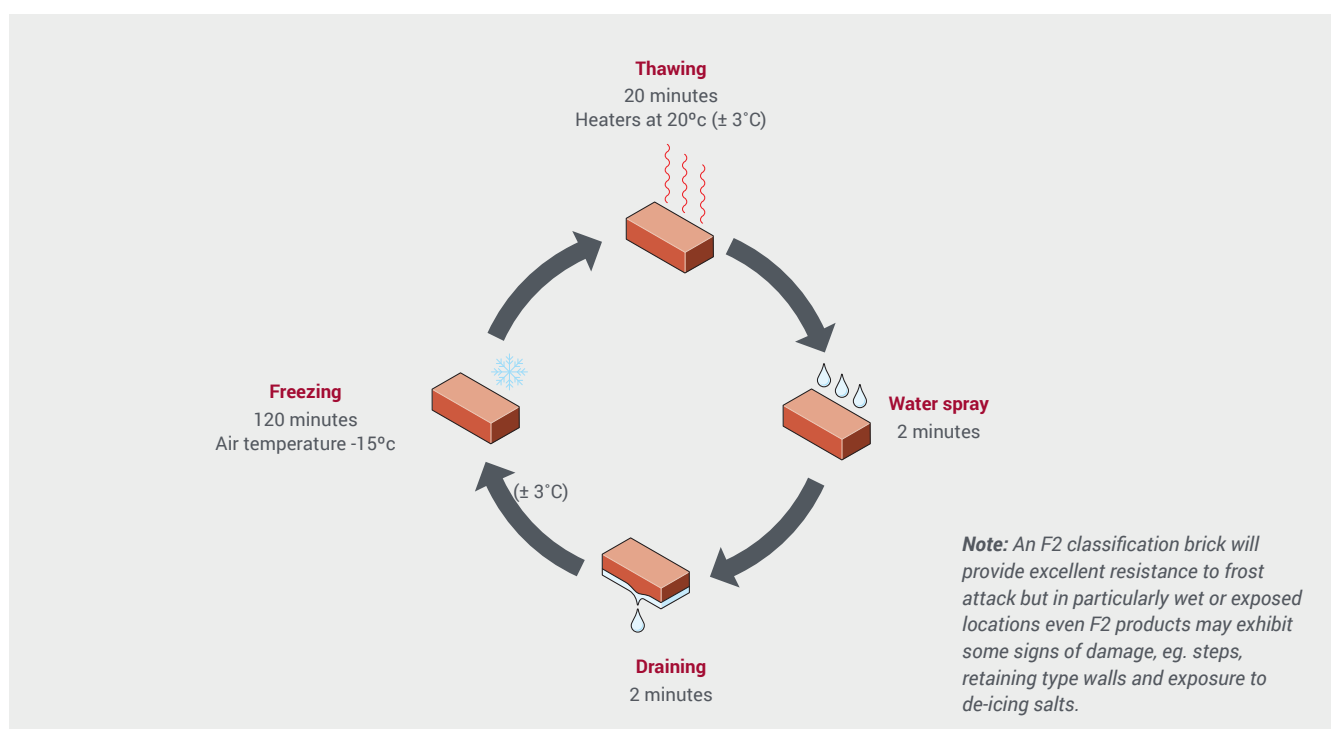 Thawing
20 minutes
Heaters at 20ºc (± 3˚C)
Water spray
2 minutes
Freezing
120 minutes
Air temperature -15ºc
(± 3˚C)
Draining
2 minutes
Note: An F2 classification brick will
provide excellent resistance to frost
attack but in particularly wet or exposed
locations even F2 products may exhibit
some signs of damage, eg. steps,
retaining type walls and exposure to
de-icing salts.